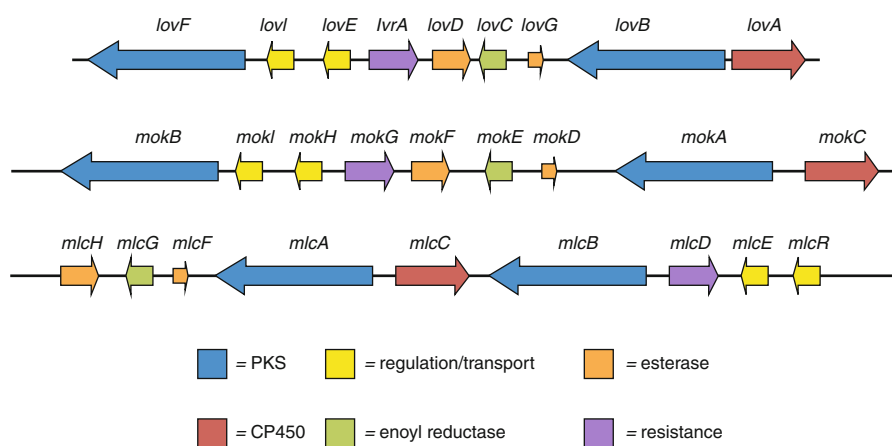 lovF lovI lovE lvrA lovD lovC lovG lovB lovA
mokB mokI mokH mokG mokF mokE mokD mokA mokC
mlcH mlcG mlcF mlcA mlcC mlcB mlcD mlcE mlcR
= PKS = regulation/transport = esterase
= CP450 = enoyl reductase = resistance